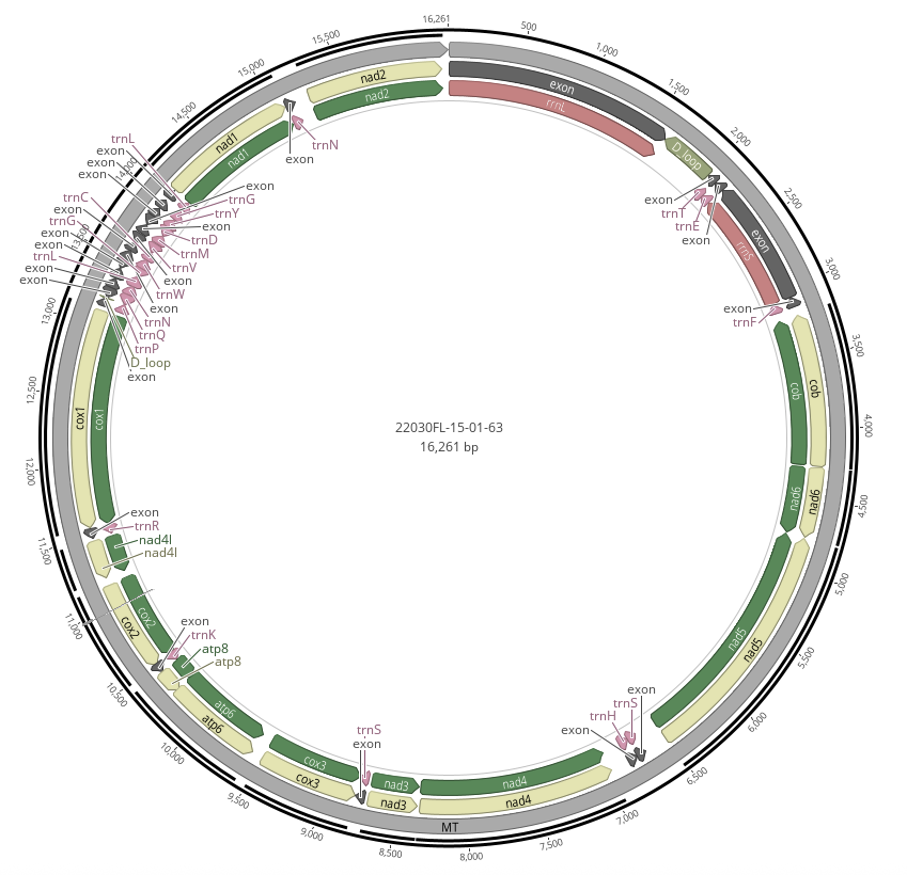 16,261
500
1,000
1,500
2,000
2,500
3,000
3,500
4,000
4,500
5,000
5,500
6,000
6,500
7,000
7,500
8,000
8,500
9,000
9,500
10,000
10,500
11,000
11,500
12,000
12,500
13,000
13,500
14,000
14,500
15,000
15,500
nad2
nad2
exon
rrnL
D_loop
exon
trnT
trnE
exon
exon
rrnS
exon
trnF
cob
cob
nad6
nad6
nad5
nad5
exon
trnS
trnH
exon
nad4
nad4
nad3
nad3
MT
trnS
exon
cox3
cox3
atp6
atp6
exon
trnK
atp8
atp8
cox2
cox2
exon
trnR
nad4l
nad4l
cox1
cox1
trnL
exon
exon
exon
trnC
exon
trnG
exon
exon
trnL
exon
exon
exon
trnG
trnY
exon
trnD
trnM
trnV
exon
trnW
exon
trnN
trnQ
trnP
D_loop
exon
nad1
nad1
trnN
exon
22030FL-15-01-63
16,261 bp